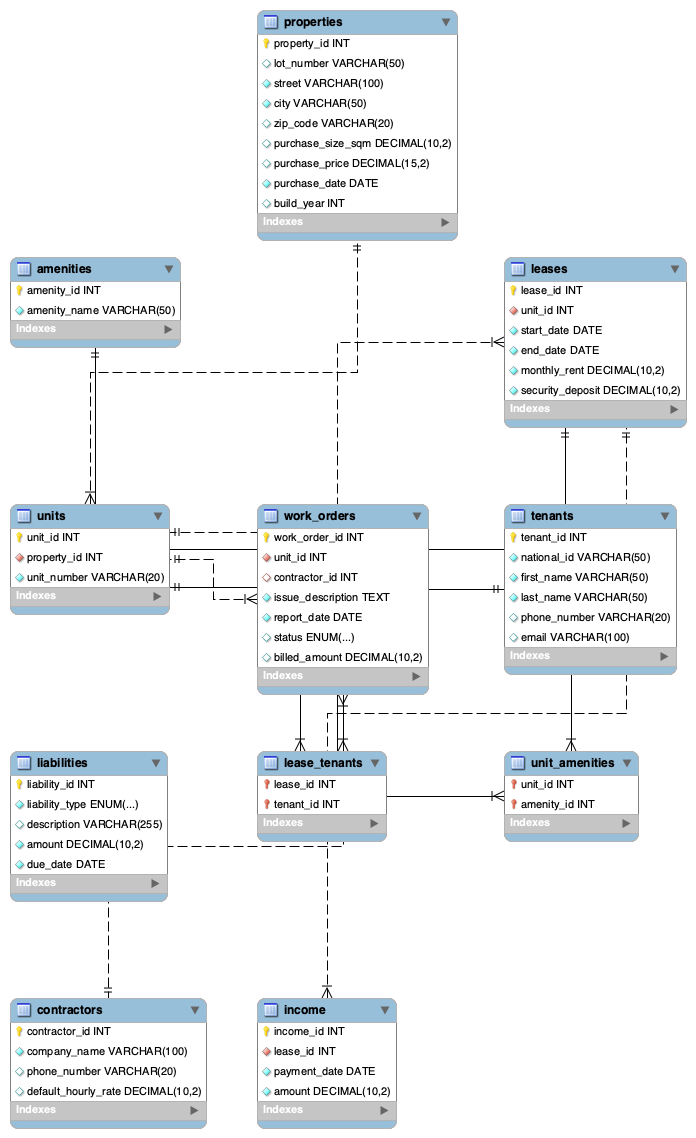 properties
property_id INT
lot_number VARCHAR(50)
street VARCHAR(100)
city VARCHAR(50)
zip_code VARCHAR(20)
purchase_size_sqm DECIMAL(10,2)
purchase_price DECIMAL(15,2)
purchase_date DATE
build_year INT
Indexes
amenities
amenity_id INT
amenity_name VARCHAR(50)
Indexes
leases
lease_id INT
unit_id INT
start_date DATE
end_date DATE
monthly_rent DECIMAL(10,2)
security_deposit DECIMAL(10,2)
Indexes
units
unit_id INT
property_id INT
unit_number VARCHAR(20)
Indexes
work_orders
work_order_id INT
unit_id INT
contractor_id INT
issue_description TEXT
report_date DATE
status ENUM(...)
billed_amount DECIMAL(10,2)
Indexes
tenants
tenant_id INT
national_id VARCHAR(50)
first_name VARCHAR(50)
last_name VARCHAR(50)
phone_number VARCHAR(20)
email VARCHAR(100)
Indexes
liabilities
liability_id INT
liability_type ENUM(...)
description VARCHAR(255)
amount DECIMAL(10,2)
due_date DATE
Indexes
lease_tenants
lease_id INT
tenant_id INT
Indexes
unit_amenities
unit_id INT
amenity_id INT
Indexes
contractors
contractor_id INT
company_name VARCHAR(100)
phone_number VARCHAR(20)
default_hourly_rate DECIMAL(10,2)
Indexes
income
income_id INT
lease_id INT
payment_date DATE
amount DECIMAL(10,2)
Indexes